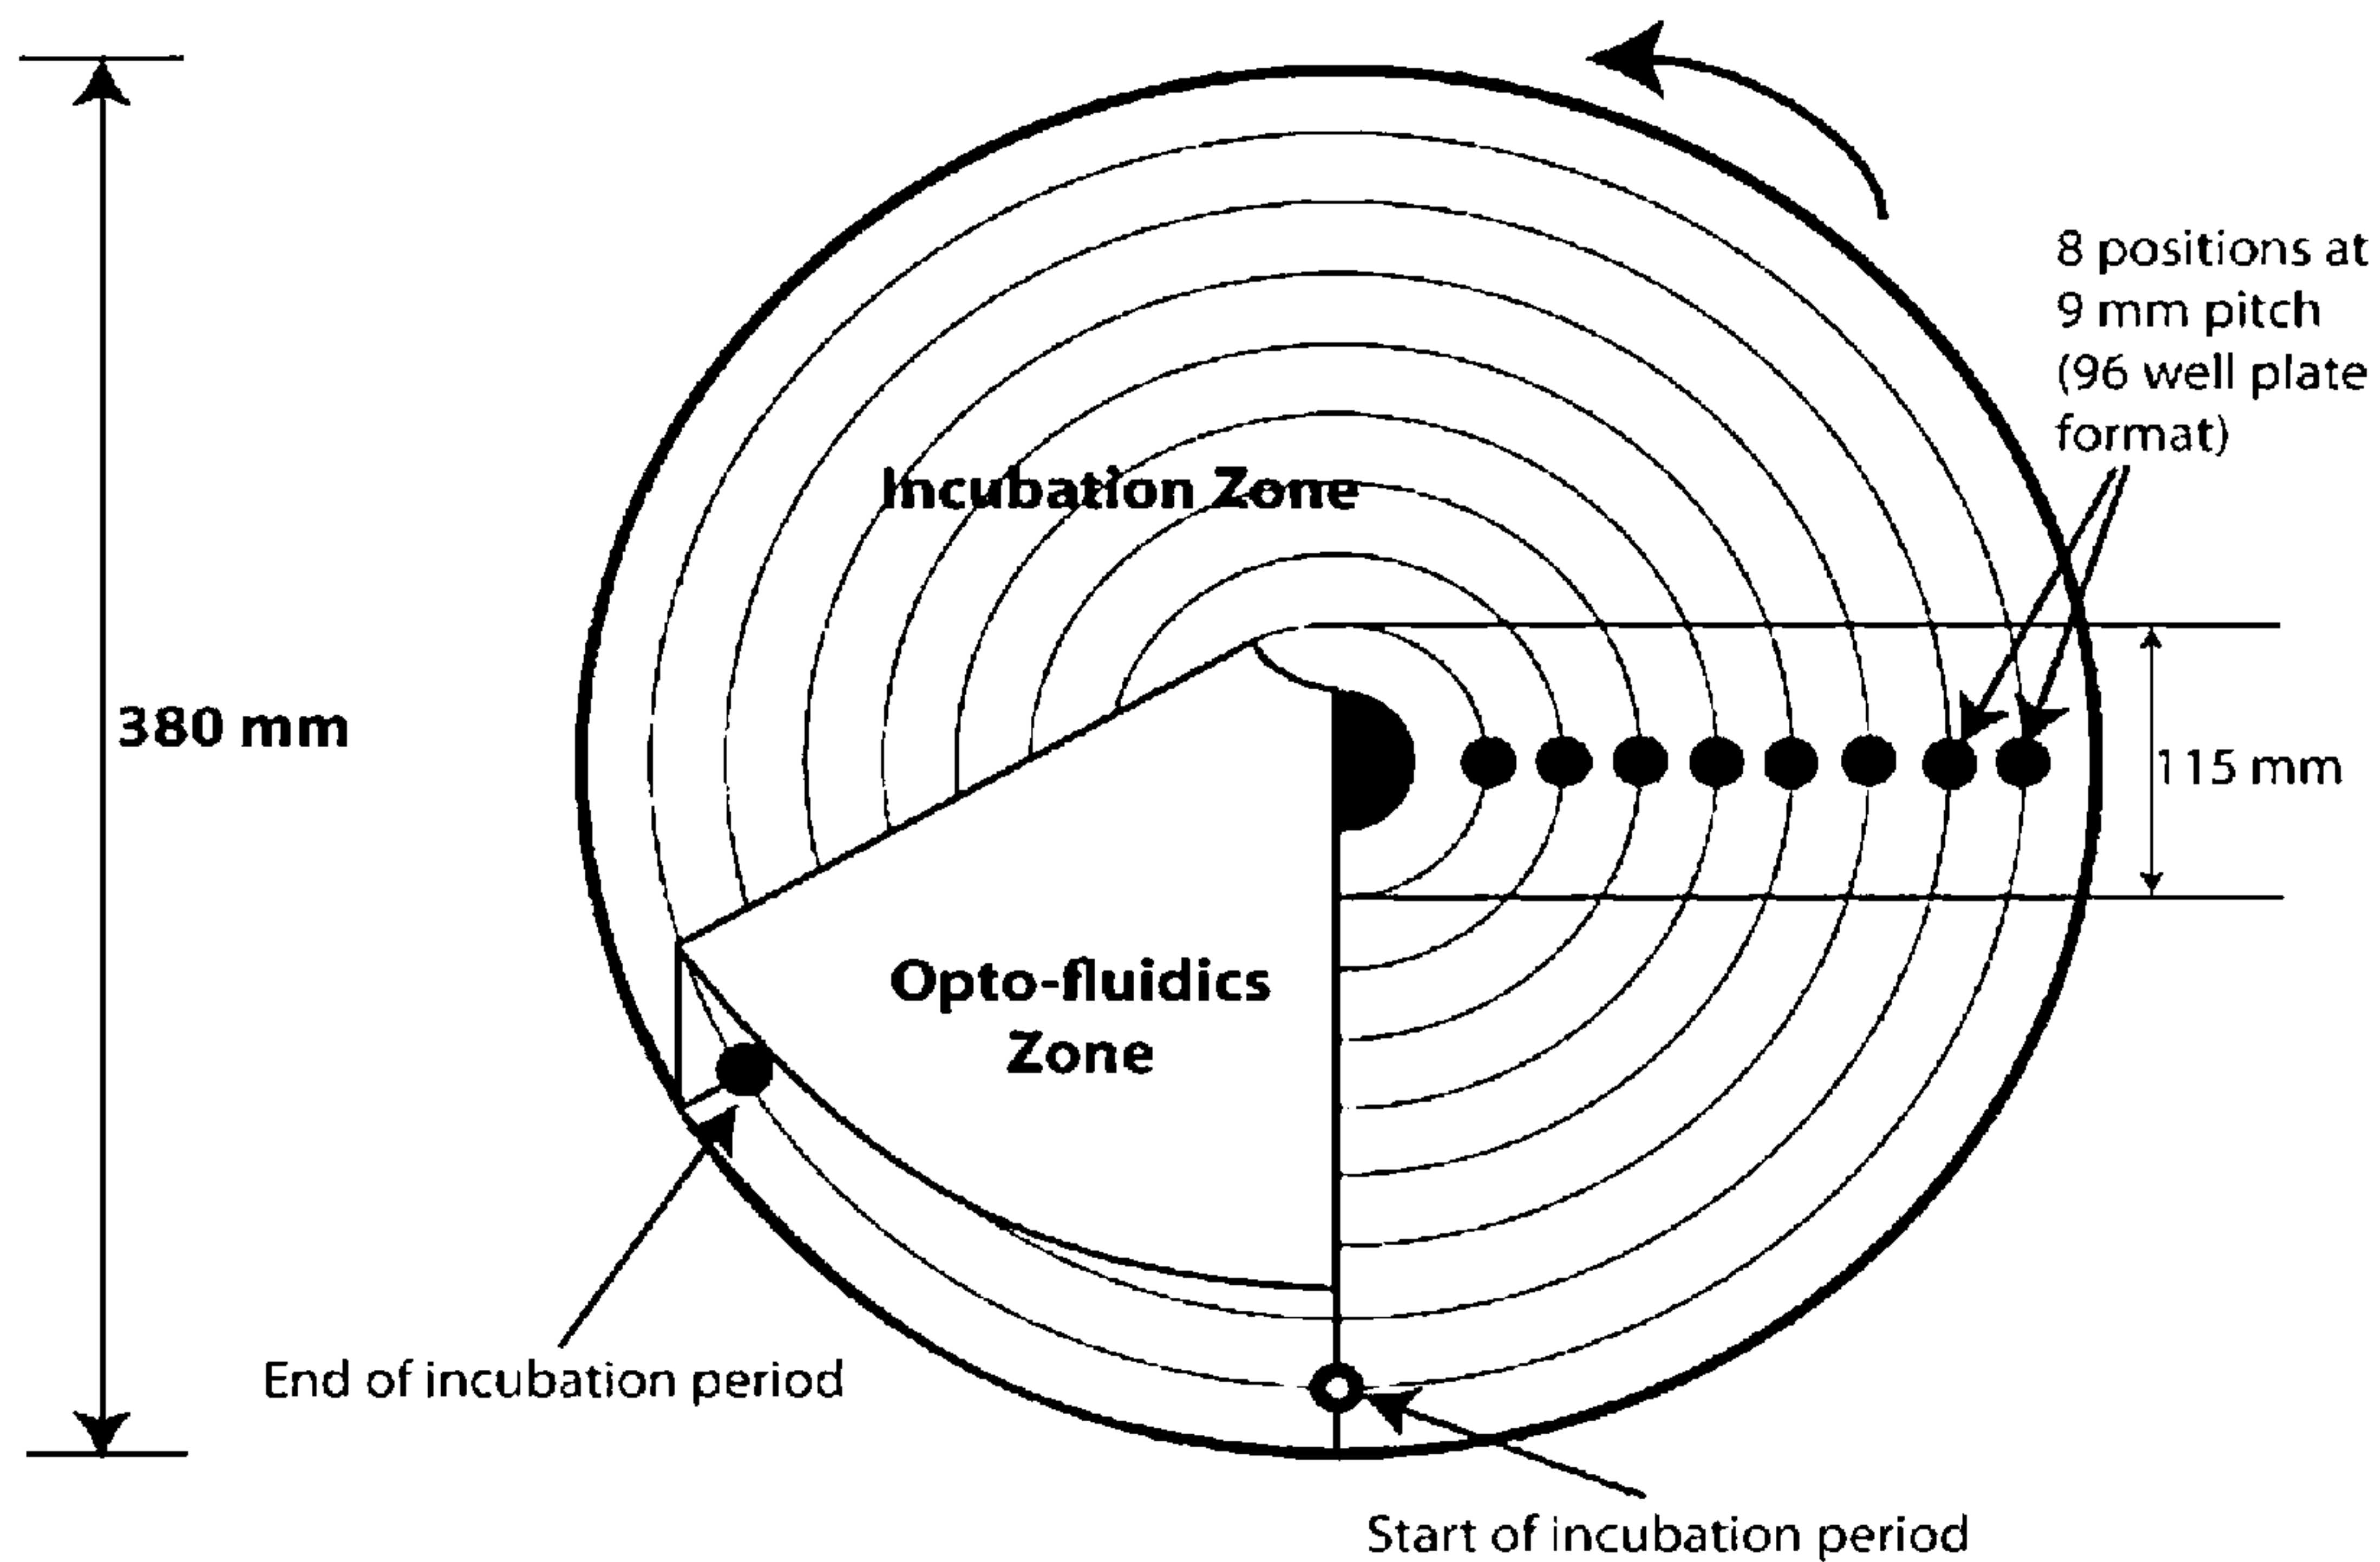 8 positions at
9 mm pitch
(96 well plate
format)
Incubation Zone
380 mm
115 mm
Opto-fluidics
Zone
End of incubation period
Start of incubation period